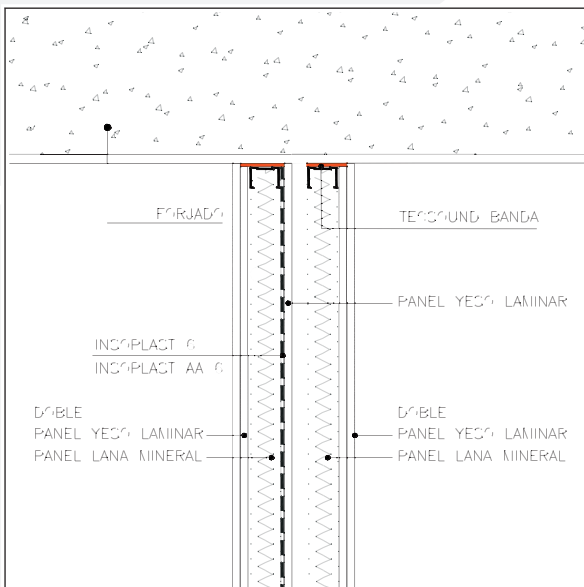 FORJADO
TECSOUND BANDA
PANEL YESO LAMINAR
INSOPLAST
INSOPLAST AA
DOBLE
PANEL YESO LAMINAR
PANEL LANA MINERAL
DOBLE
PANEL YESO LAMINAR
PANEL LANA MINERAL